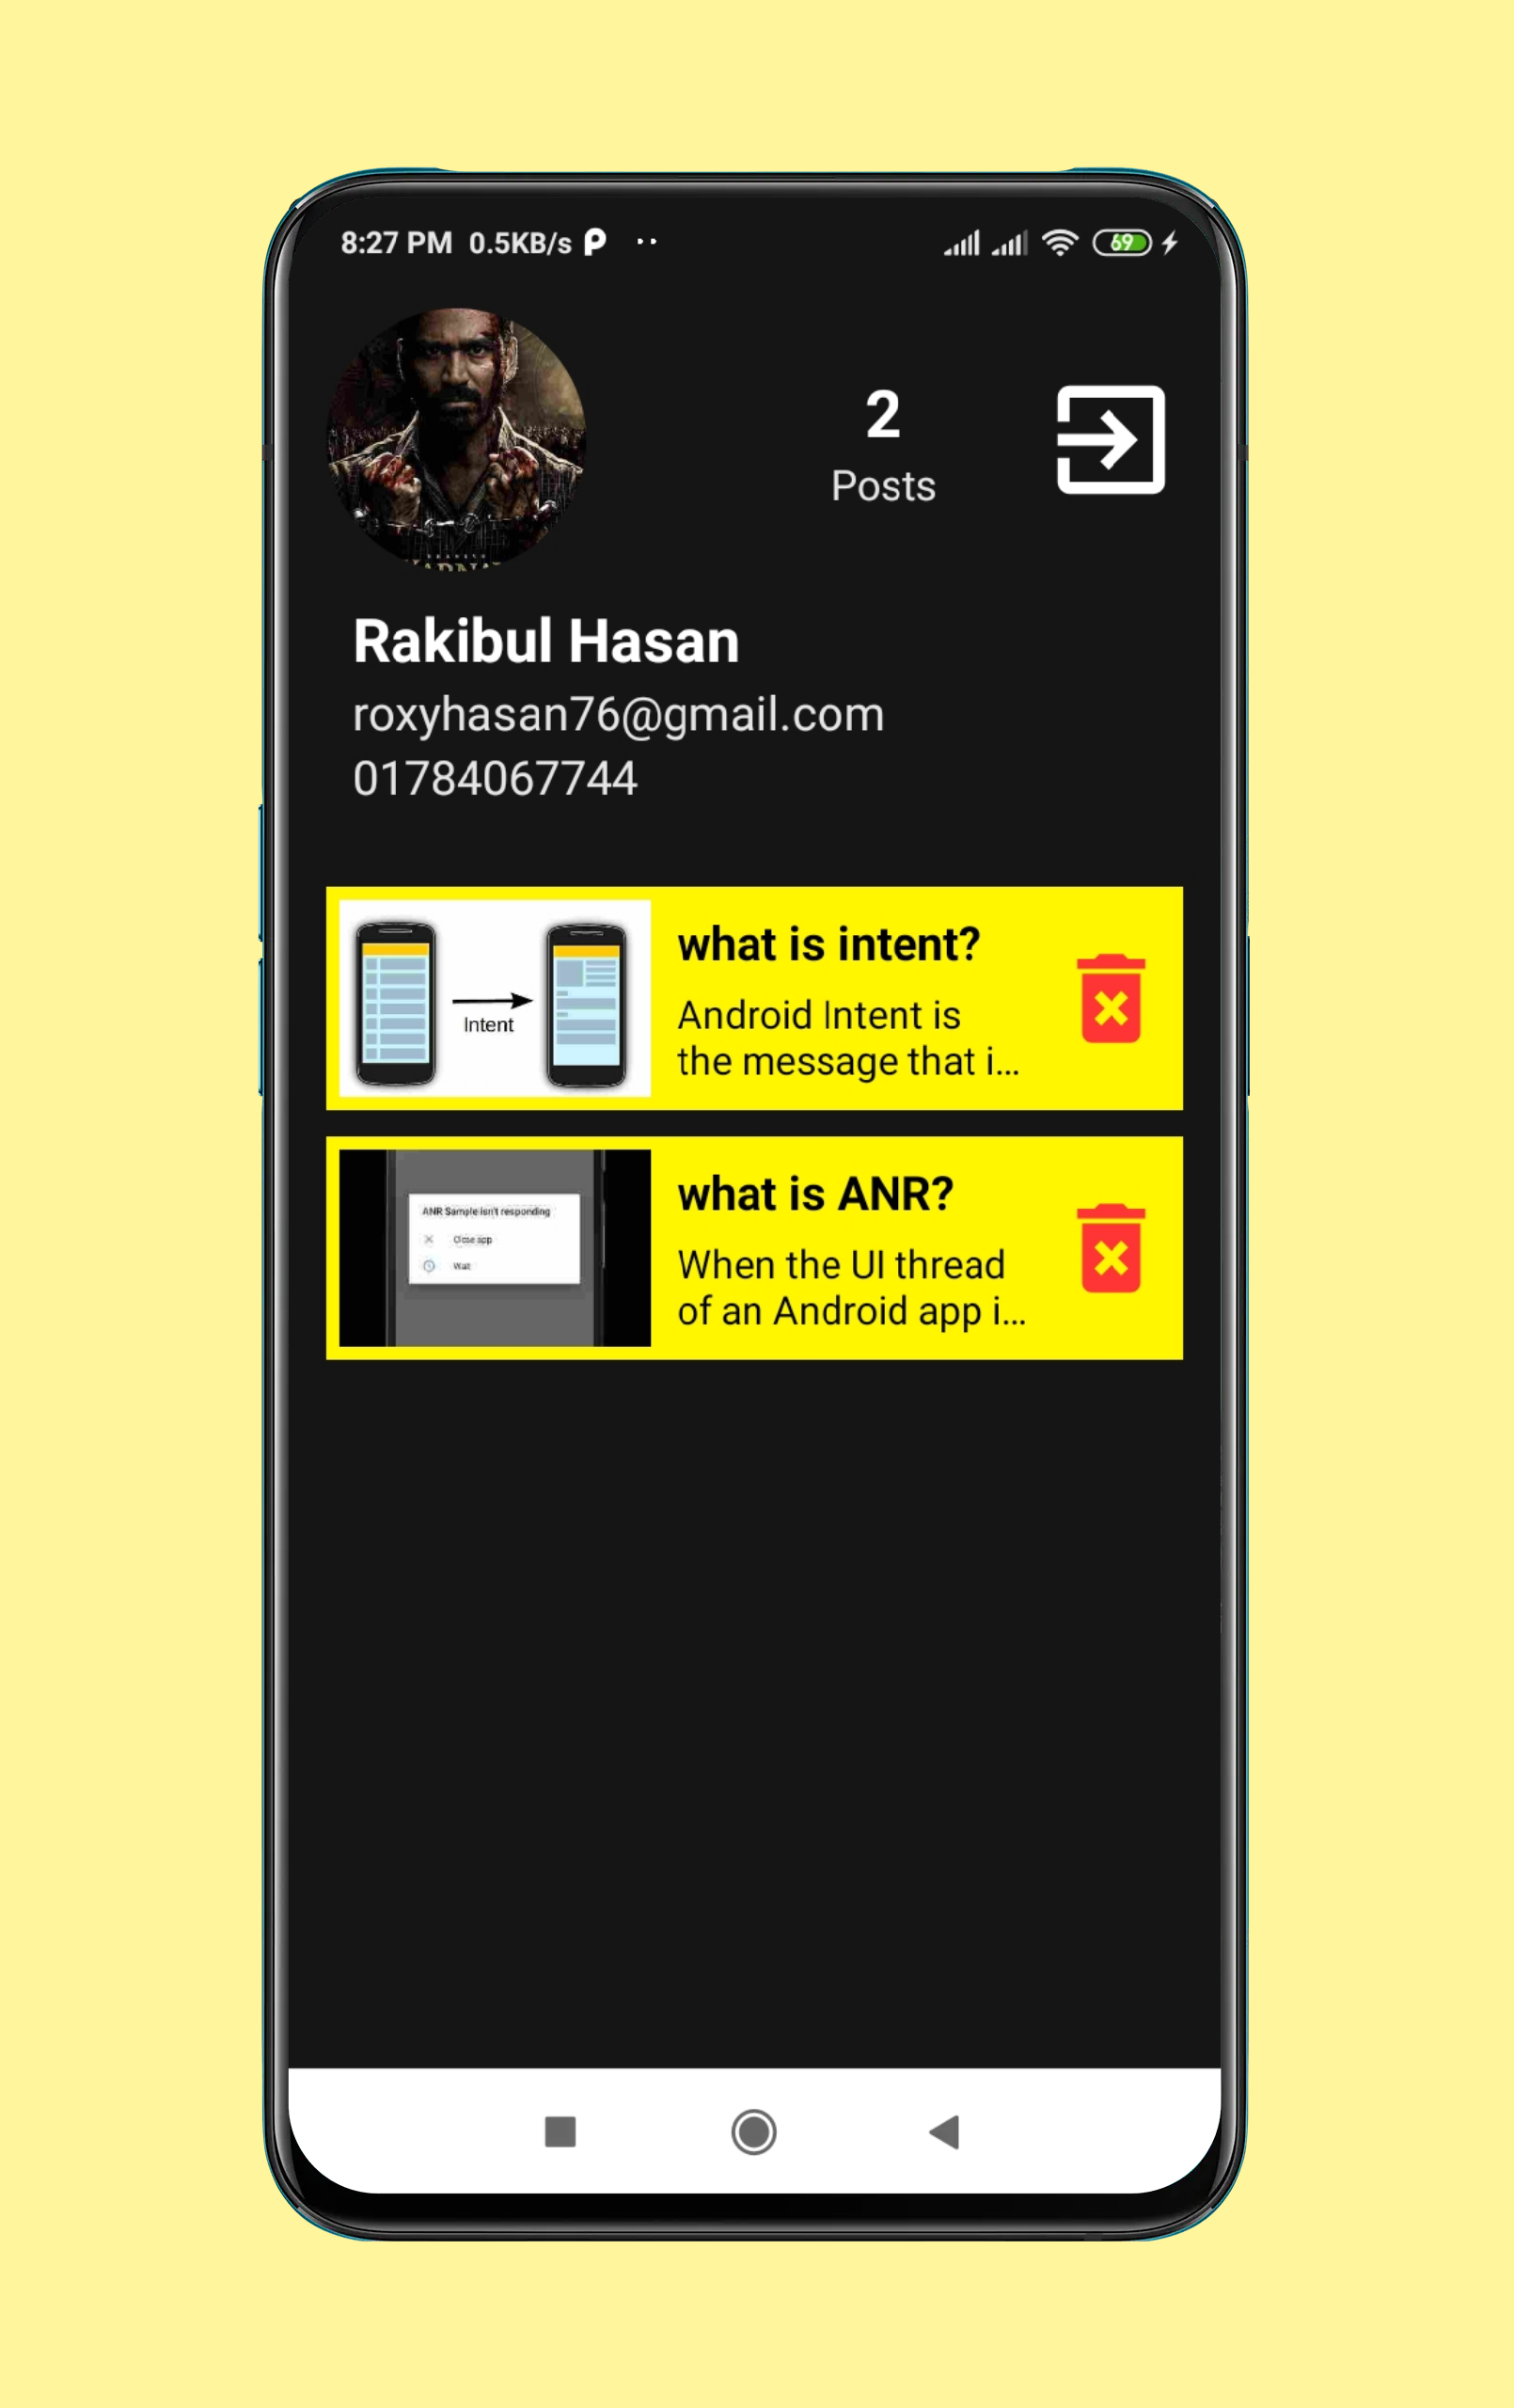 8:27 PM 0.5KB/s
69
2
Posts
Rakibul Hasan
roxyhasan76@gmail.com
01784067744
Intent
what is intent?
Android Intent is
the message that i...
ANR Sample isn't responding
Close app
Wait
what is ANR?
When the UI thread
of an Android app i...